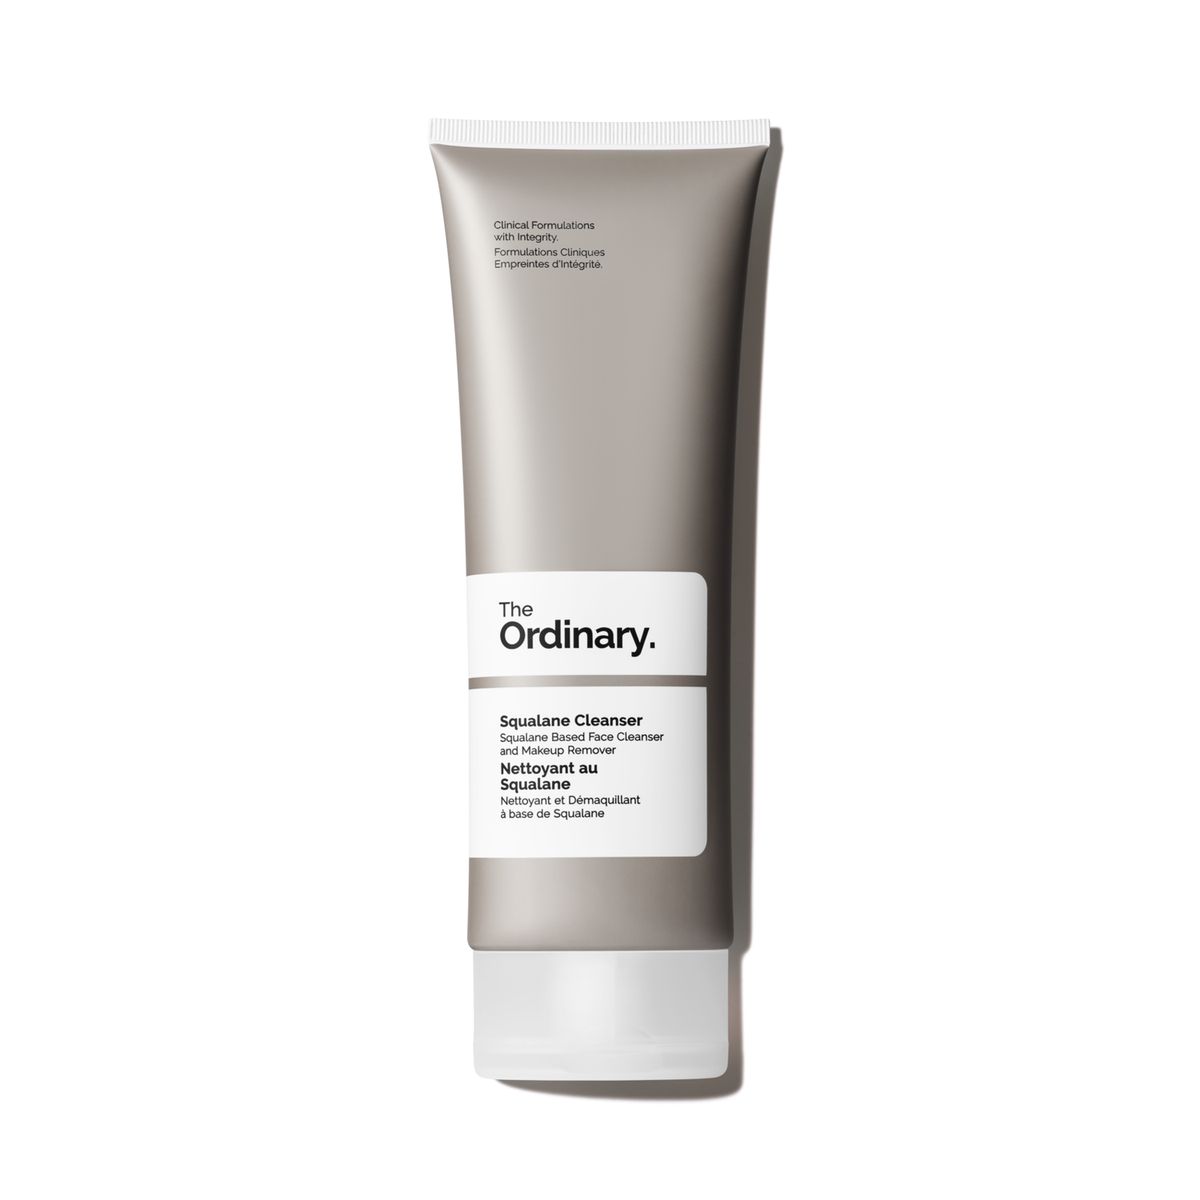 Clinical Formulations
with Integrity.
Formulations Cliniques
Empreintes d'Intégrité.
The
Ordinary.
Squalane Cleanser
Squalane Based Face Cleanser
and Makeup Remover
Nettoyant au
Squalane
Nettoyant et Démaquillant
à base de Squalane